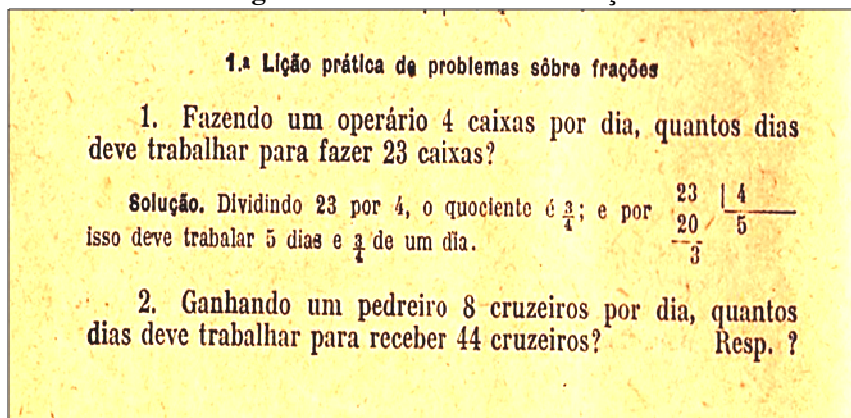 1.ª Lição prática de problemas sôbre frações
1. Fazendo um operário 4 caixas por dia, quantos dias
deve trabalhar para fazer 23 caixas?
Solução. Dividindo 23 por 4, o quociente é 3/4; e por
isso deve trabalar 5 dias e 3/4 de um dia.
23 | 4
20 5
3
2. Ganhando um pedreiro 8 cruzeiros por dia, quantos
dias deve trabalhar para receber 44 cruzeiros? Resp. ?